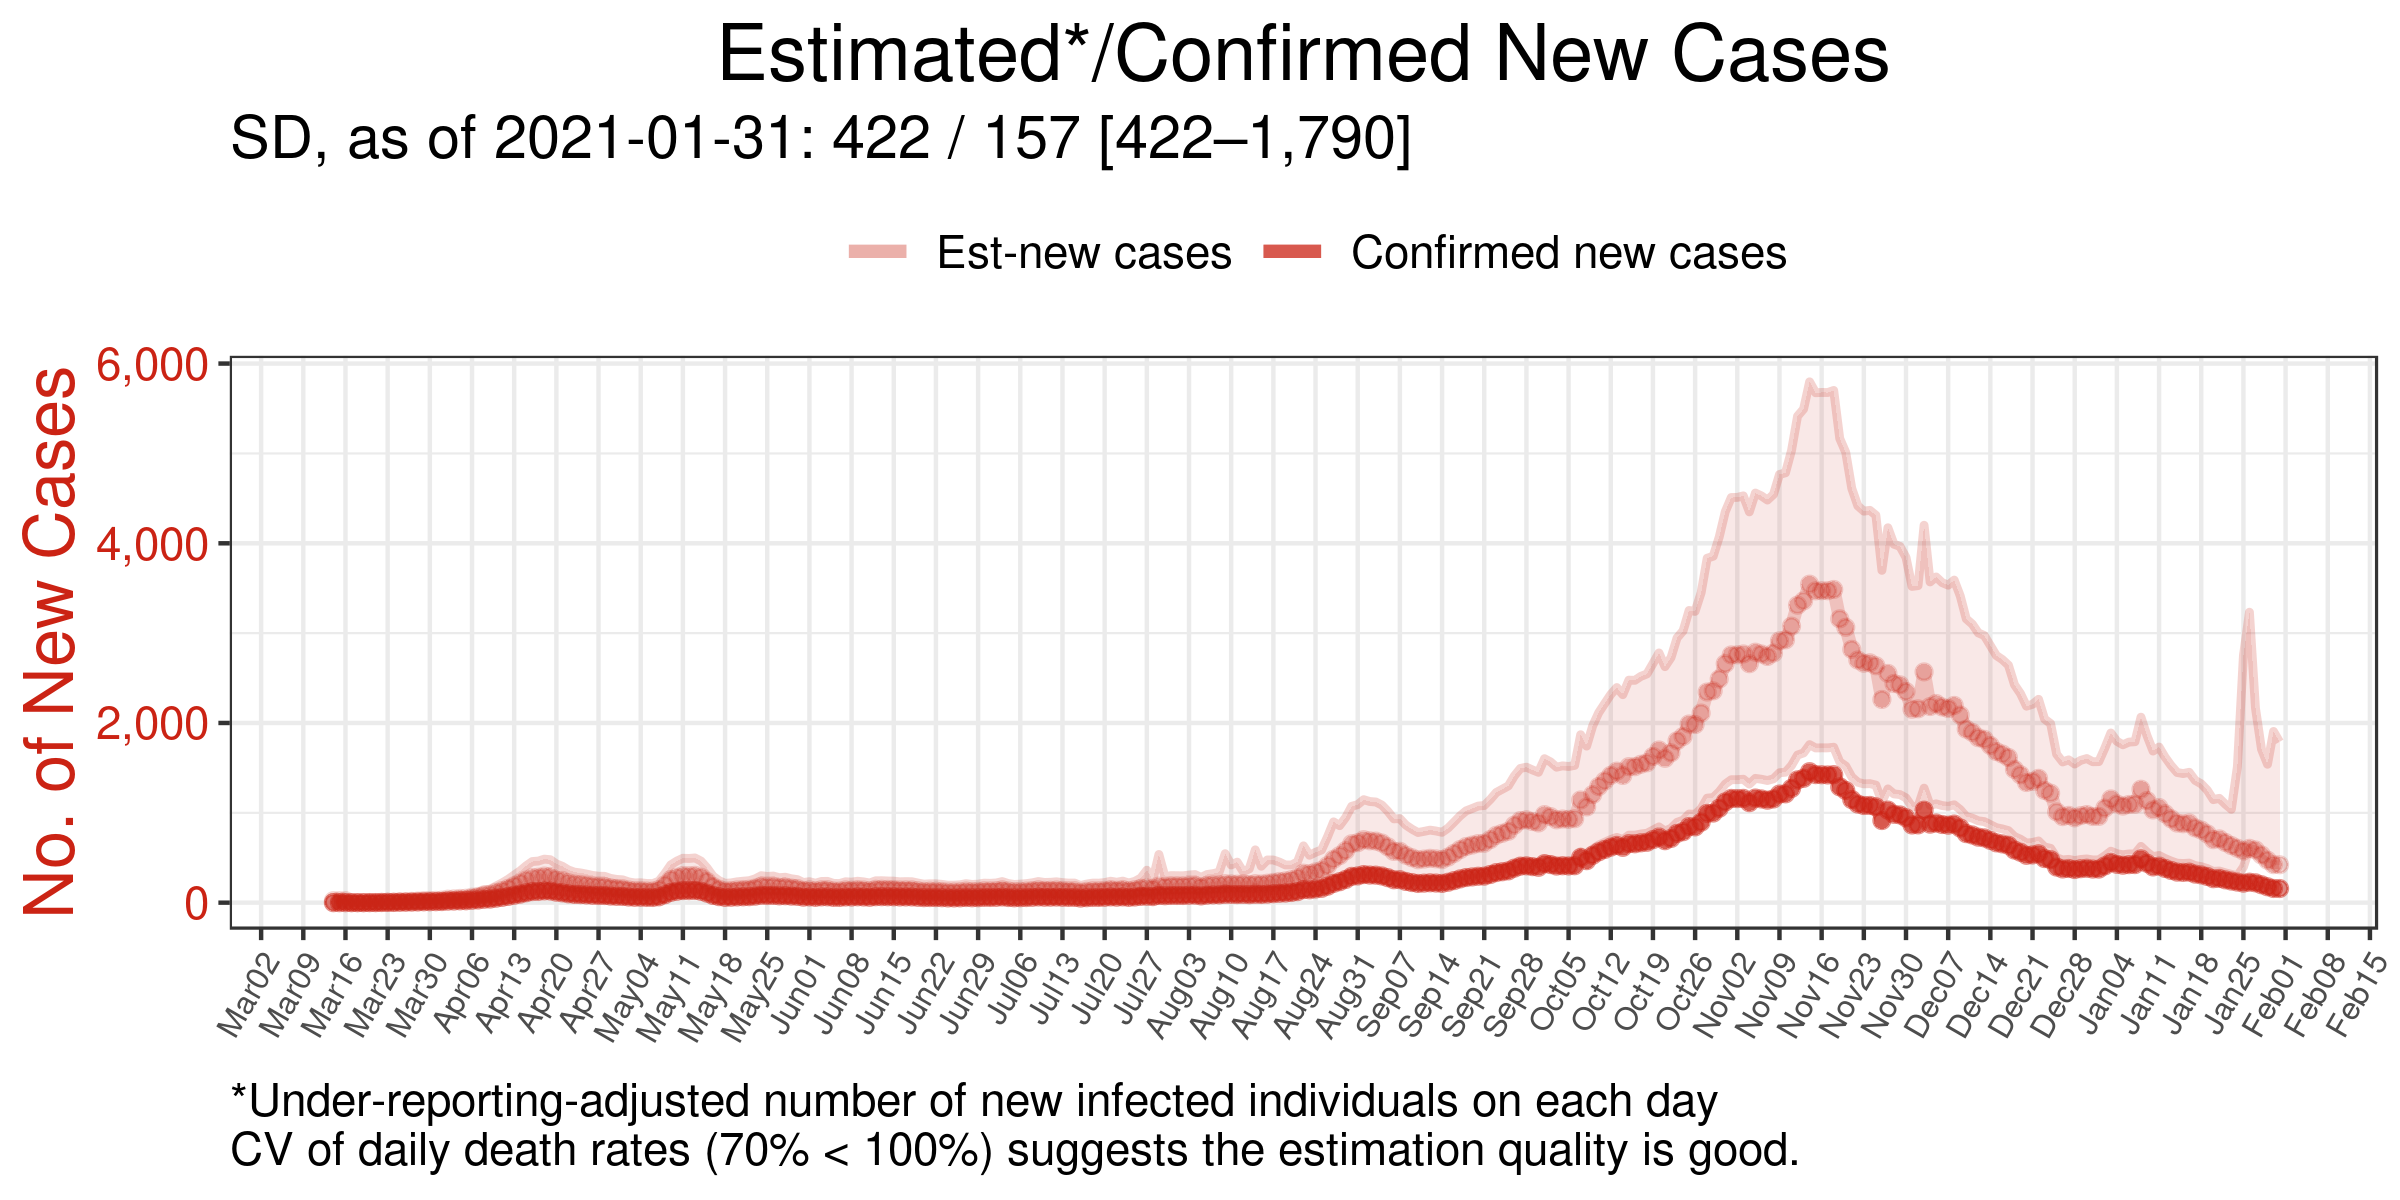 Estimated*/Confirmed New Cases
SD, as of 2021-01-31: 422 / 157 [422–1,790]
Est-new cases Confirmed new cases
No. of New Cases
6,000
4,000
2,000
0
Mar02 Mar09 Mar16 Mar23 Mar30 Apr06 Apr13 Apr20 Apr27 May04 May11 May18 May25 Jun01 Jun08 Jun15 Jun22 Jun29 Jul06 Jul13 Jul20 Jul27 Aug03 Aug10 Aug17 Aug24 Aug31 Sep07 Sep14 Sep21 Sep28 Oct05 Oct12 Oct19 Oct26 Nov02 Nov09 Nov16 Nov23 Nov30 Dec07 Dec14 Dec21 Dec28 Jan04 Jan11 Jan18 Jan25 Feb01 Feb08 Feb15
*Under-reporting-adjusted number of new infected individuals on each day
CV of daily death rates (70% < 100%) suggests the estimation quality is good.